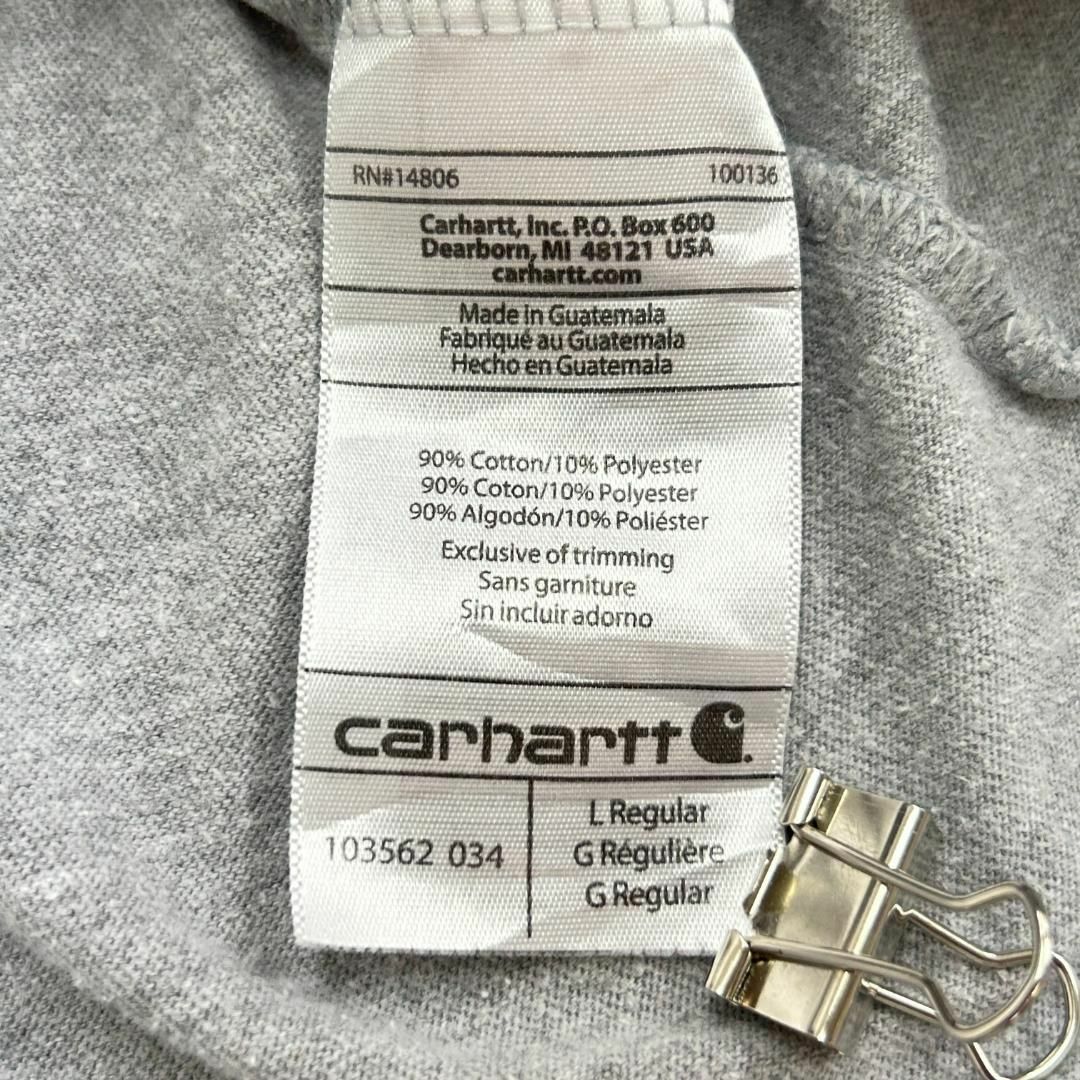 RN#14806 100136
Carhartt, Inc. P.O. Box 600
Dearborn, MI 48121 USA
carhartt.com
Made in Guatemala
Fabriqué au Guatemala
Hecho en Guatemala
90% Cotton/10% Polyester
90% Coton/10% Polyester
90% Algodón/10% Poliéster
Exclusive of trimming
Sans garniture
Sin incluir adorno
carhartt
L Regular
103562 034 G Régulière
G Regular